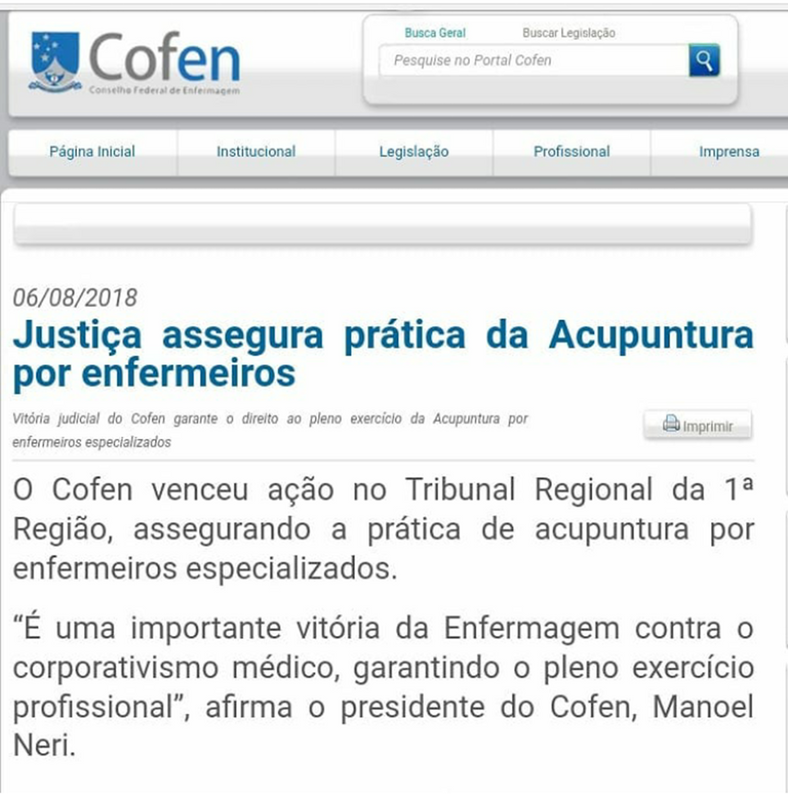 Cofen
Conselho Federal de Enfermagem
Busca Geral
Buscar Legislação
Pesquise no Portal Cofen
Página Inicial
Institucional
Legislação
Profissional
Imprensa
06/08/2018
Justiça assegura prática da Acupuntura
por enfermeiros
Vitória judicial do Cofen garante o direito ao pleno exercício da Acupuntura por
enfermeiros especializados
Imprimir
O Cofen venceu ação no Tribunal Regional da 1ª
Região, assegurando a prática de acupuntura por
enfermeiros especializados.
“É uma importante vitória da Enfermagem contra o
corporativismo médico, garantindo o pleno exercício
profissional”, afirma o presidente do Cofen, Manoel
Neri.